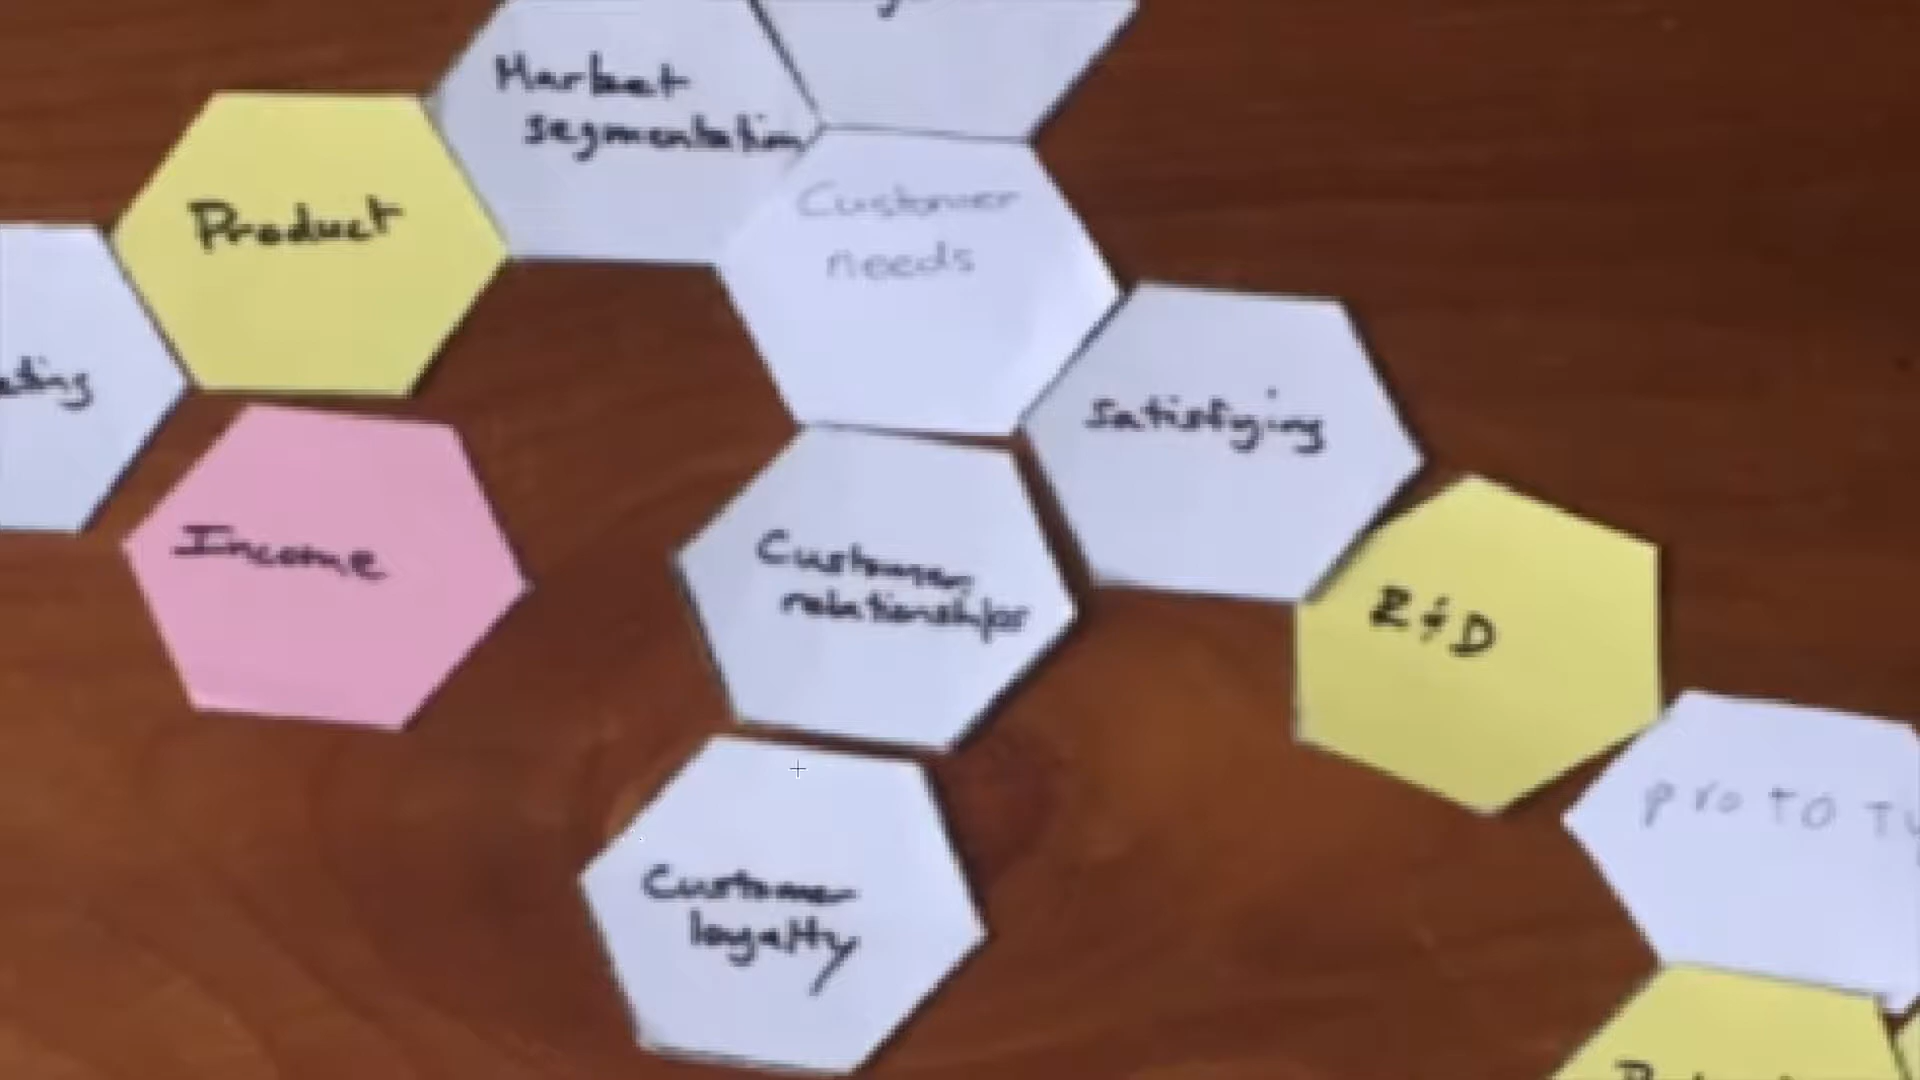 Market
segmentation
Product
Customer
needs
satisfying
Income
Customer
relationships
R&D
Customer
loyalty